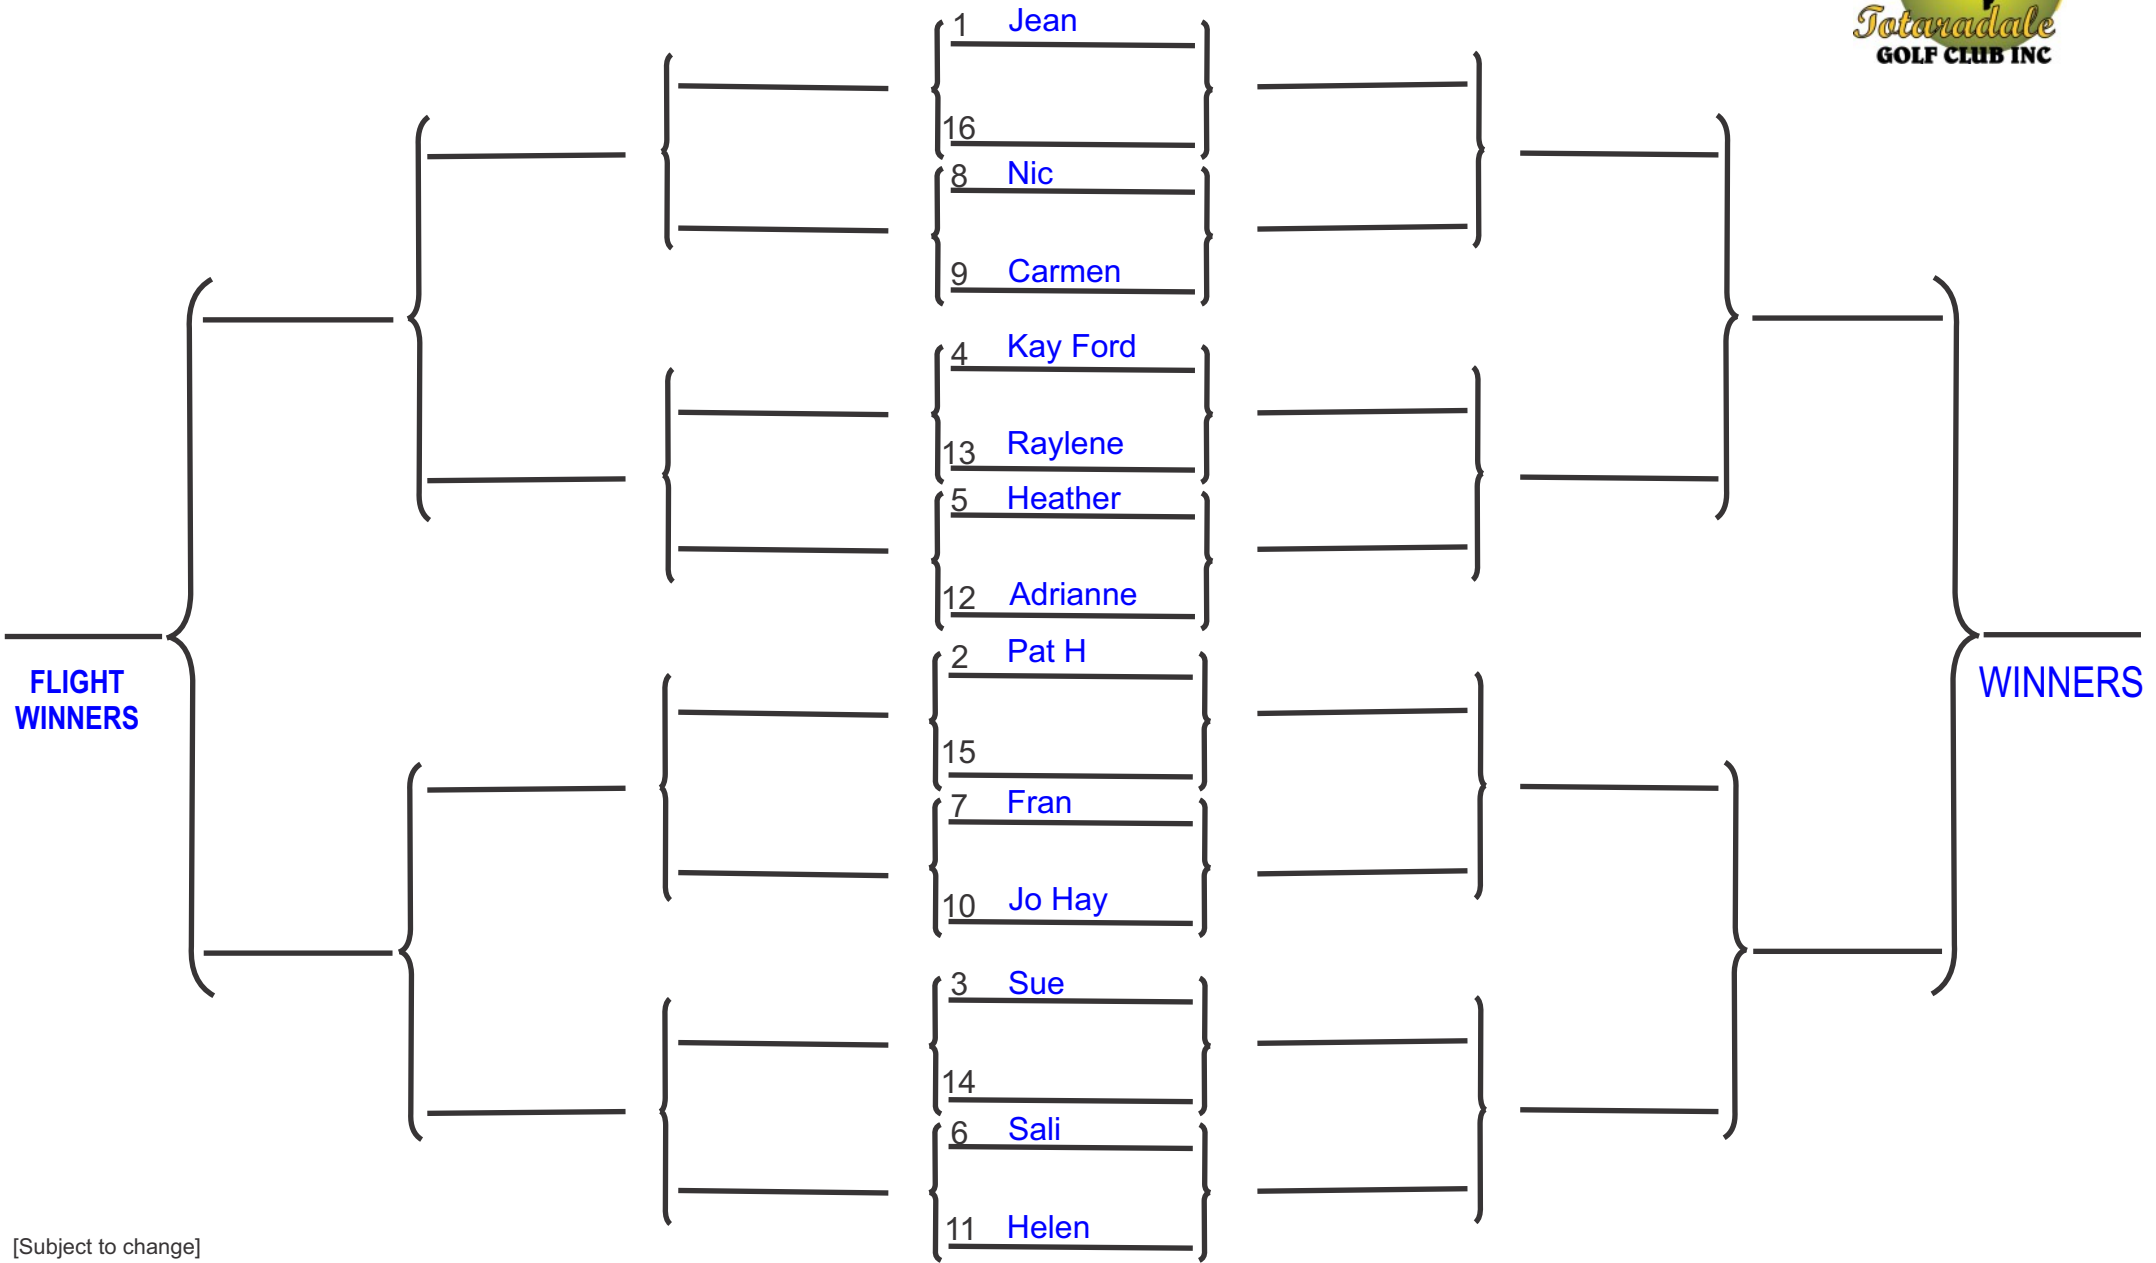 Totaradale
GOLF CLUB INC
1 Jean
16
8 Nic
9 Carmen
4 Kay Ford
13 Raylene
5 Heather
12 Adrianne
2 Pat H
15
7 Fran
10 Jo Hay
3 Sue
14
6 Sali
11 Helen
FLIGHT
WINNERS
WINNERS
[Subject to change]